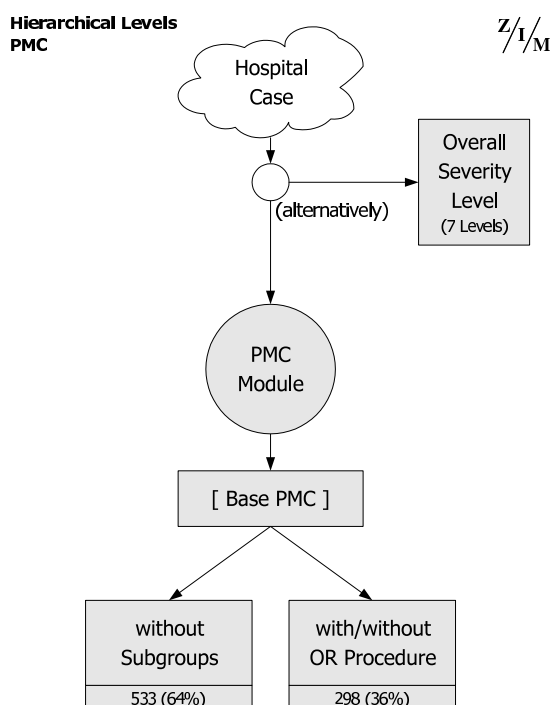 Hierarchical Levels
PMC
Z/I/M
Hospital
Case
Overall
Severity
Level
(7 Levels)
(alternatively)
PMC
Module
[ Base PMC ]
without
Subgroups
533 (64%)
with/without
OR Procedure
298 (36%)